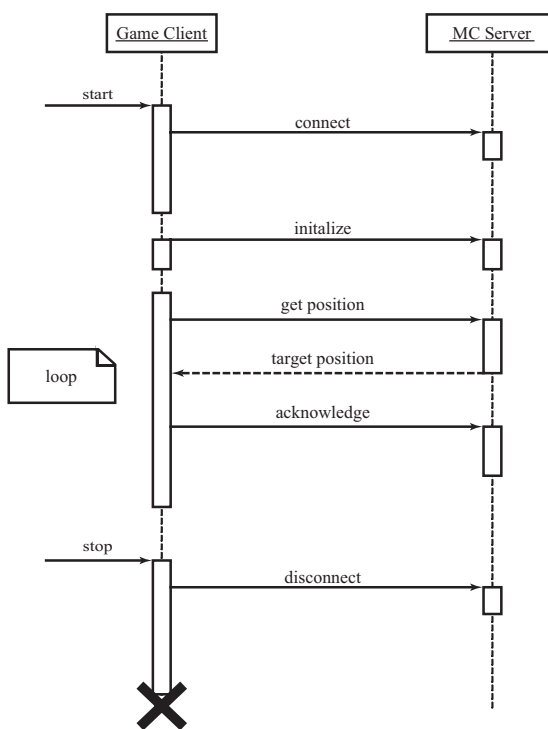 Game Client
MC Server
start
connect
initalize
get position
target position
loop
acknowledge
stop
disconnect